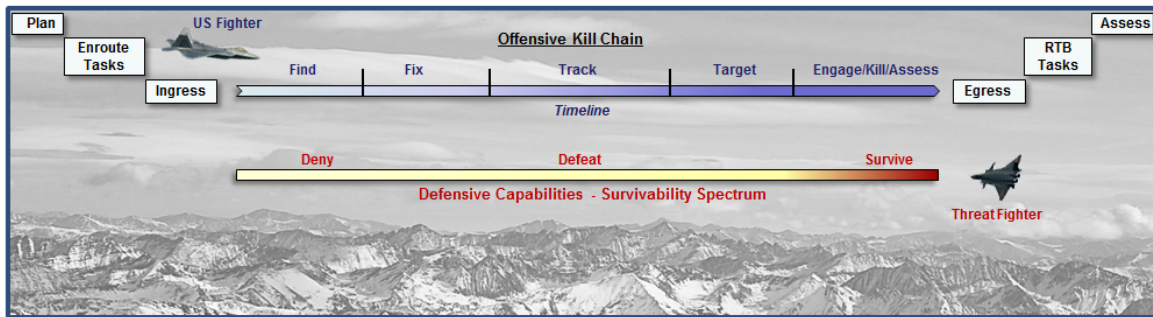 Plan
Enroute
Tasks
Ingress
US Fighter
Offensive Kill Chain
Find
Fix
Track
Target
Engage/Kill/Assess
Timeline
Egress
RTB
Tasks
Assess
Deny
Defeat
Survive
Defensive Capabilities - Survivability Spectrum
Threat Fighter